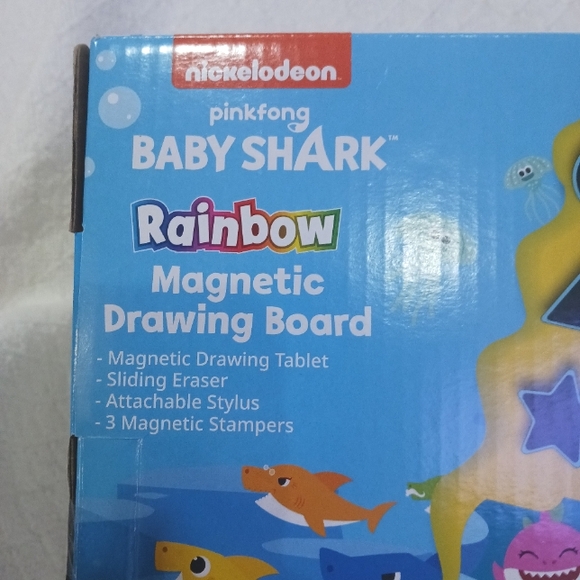 nickelodeon
pinkfong
BABY SHARK™
Rainbow
Magnetic
Drawing Board
- Magnetic Drawing Tablet
- Sliding Eraser
- Attachable Stylus
- 3 Magnetic Stampers